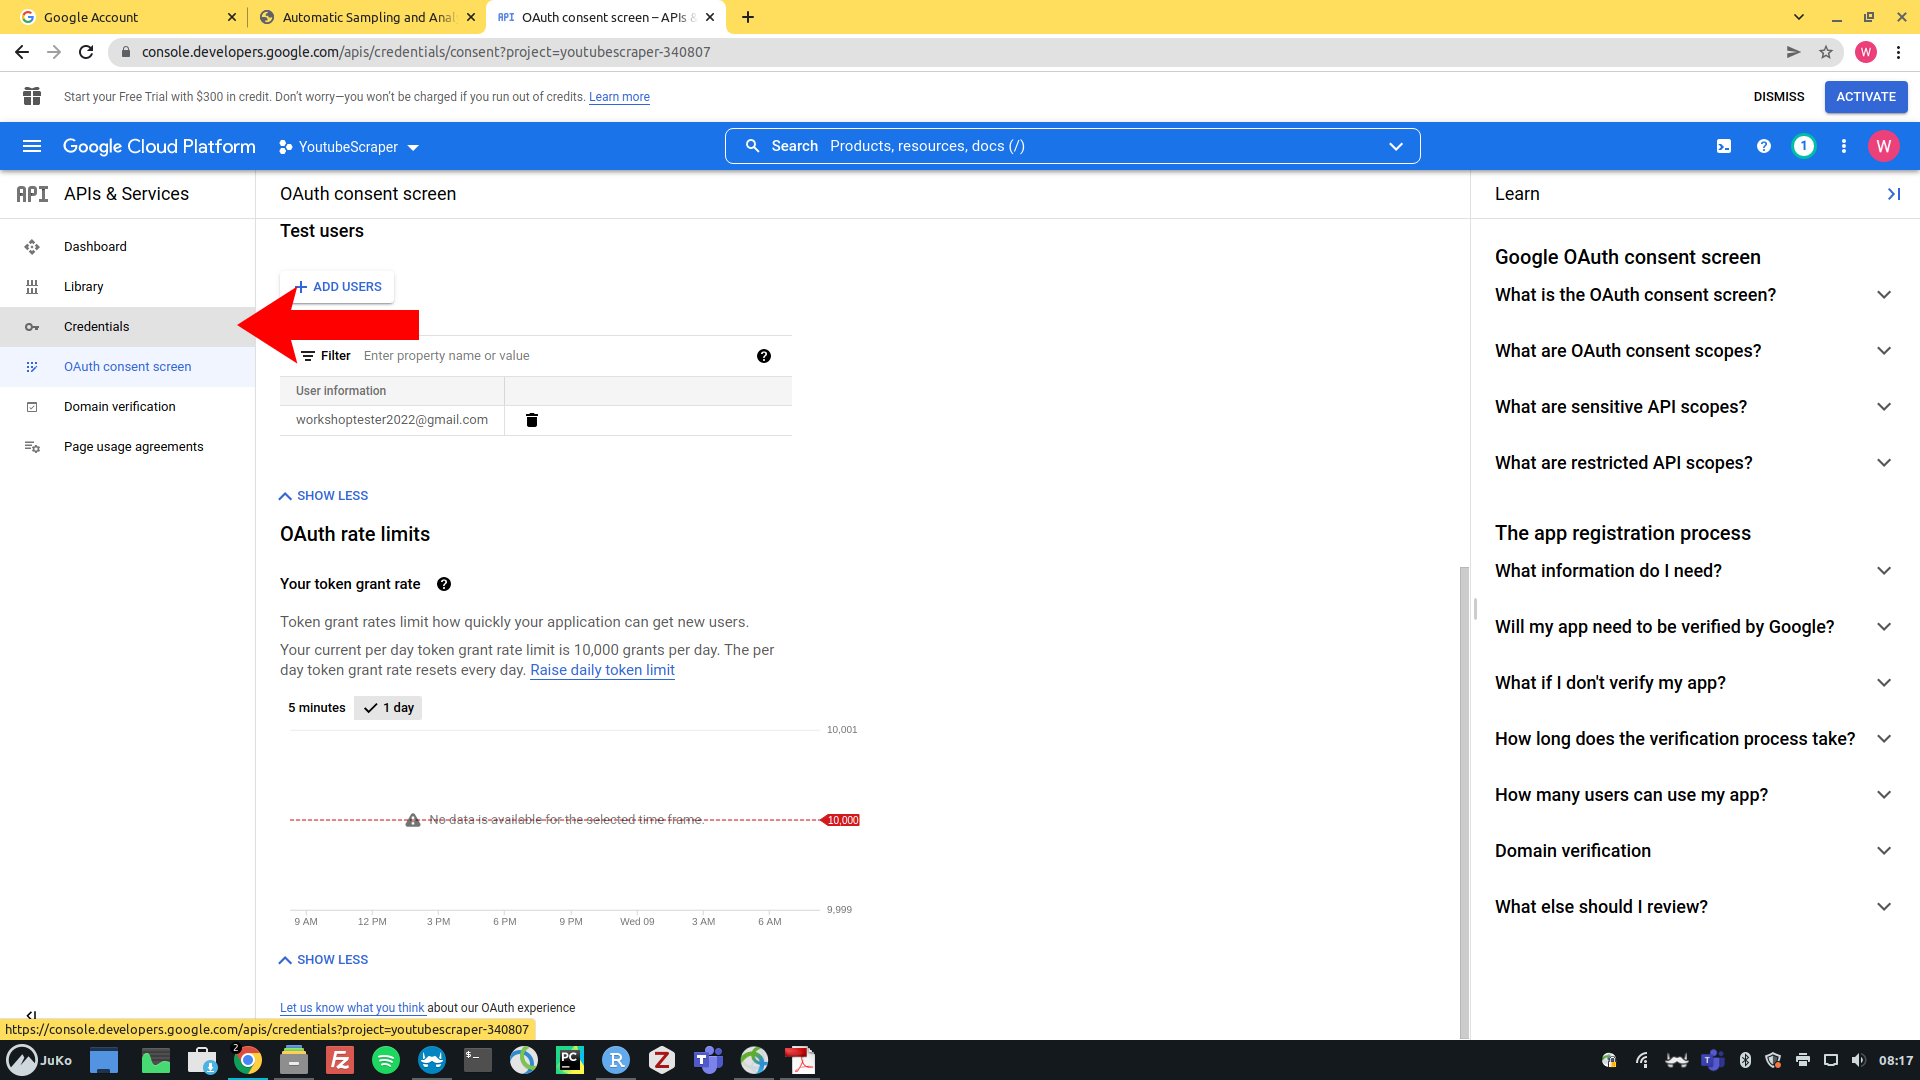 Google Account
Automatic Sampling and Anal
API OAuth consent screen – APIs &
console.developers.google.com/apis/credentials/consent?project=youtubescraper-340807
W
Start your Free Trial with $300 in credit. Don't worry—you won't be charged if you run out of credits. Learn more
DISMISS
ACTIVATE
Google Cloud Platform
YoutubeScraper
Search Products, resources, docs (/)
1
W
API APIs & Services
Dashboard
Library
Credentials
OAuth consent screen
Domain verification
Page usage agreements
OAuth consent screen
Test users
ADD USERS
Filter Enter property name or value
User information
workshoptester2022@gmail.com
SHOW LESS
OAuth rate limits
Your token grant rate
Token grant rates limit how quickly your application can get new users.
Your current per day token grant rate limit is 10,000 grants per day. The per
day token grant rate resets every day. Raise daily token limit
5 minutes 1 day
10,001
No data is available for the selected time frame.
10,000
9,999
9 AM 12 PM 3 PM 6 PM 9 PM Wed 09 3 AM 6 AM
SHOW LESS
Let us know what you think about our OAuth experience
Learn
Google OAuth consent screen
What is the OAuth consent screen?
What are OAuth consent scopes?
What are sensitive API scopes?
What are restricted API scopes?
The app registration process
What information do I need?
Will my app need to be verified by Google?
What if I don't verify my app?
How long does the verification process take?
How many users can use my app?
Domain verification
What else should I review?
https://console.developers.google.com/apis/credentials?project=youtubescraper-340807
JuKo
2
FZ
$_
PC
R
Z
T
08:17